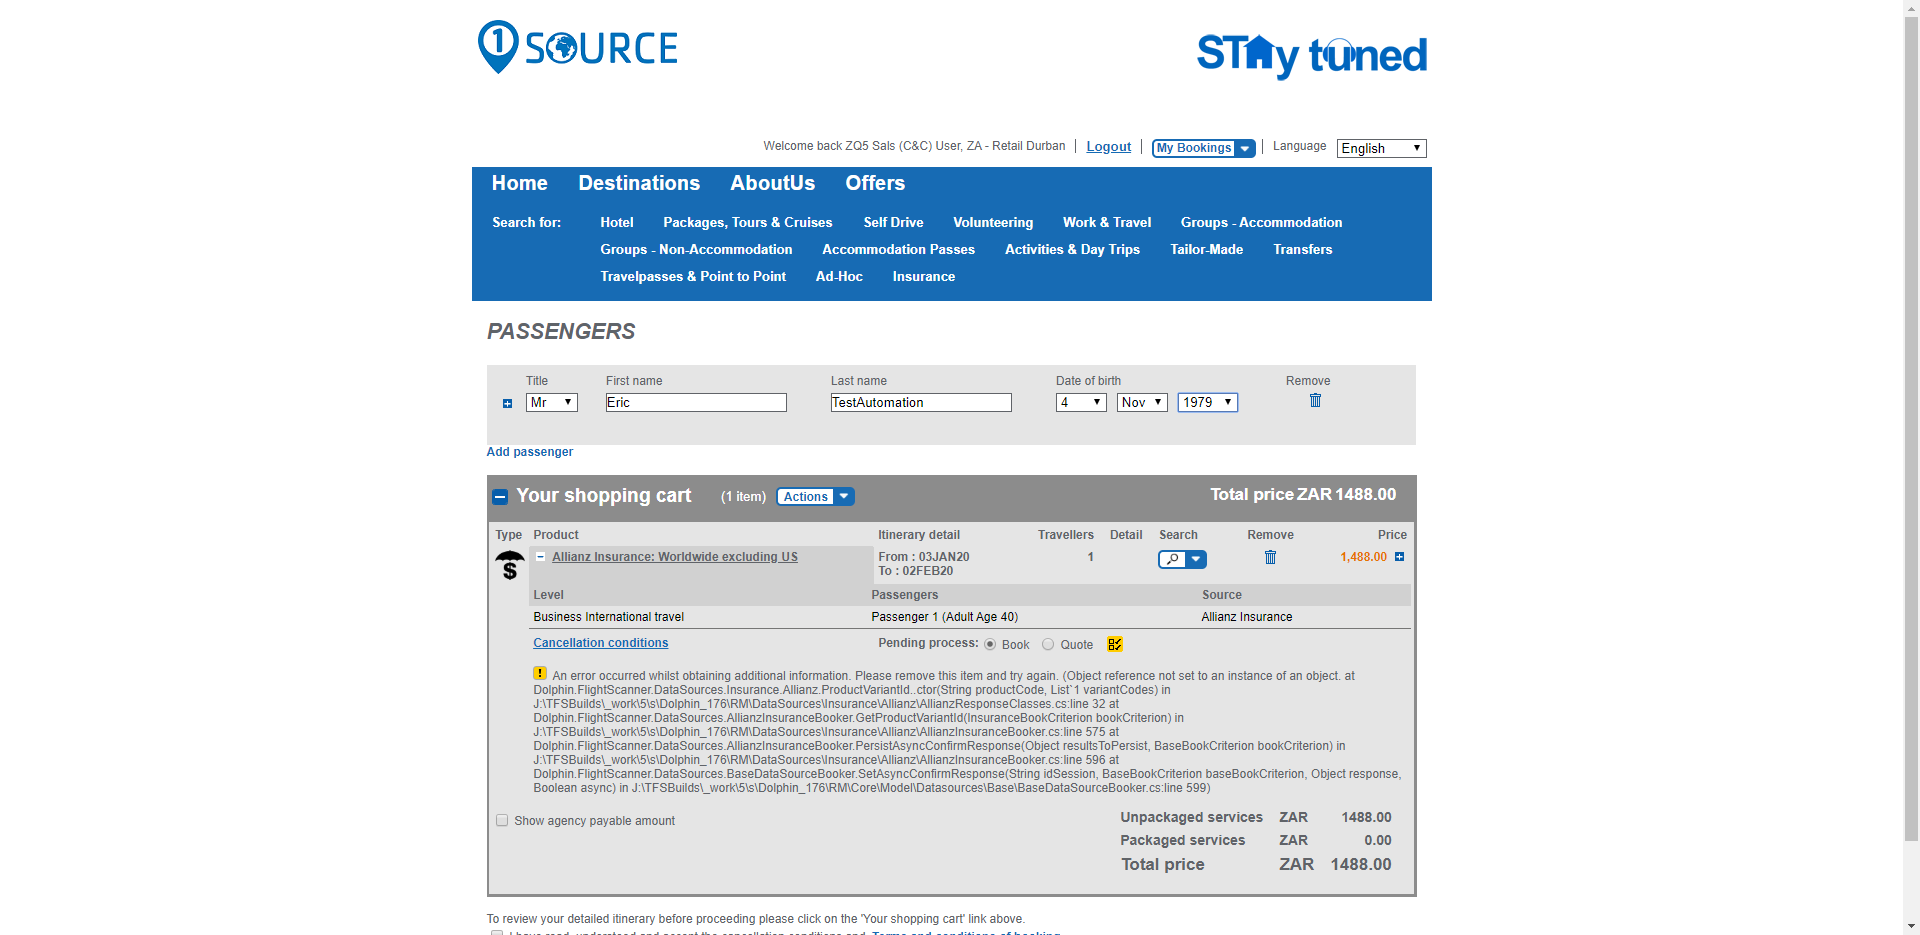 1 SOURCE
STAy tuned
Welcome back ZQ5 Sals (C&C) User, ZA - Retail Durban Logout My Bookings Language English
Home Destinations AboutUs Offers
Search for: Hotel Packages, Tours & Cruises Self Drive Volunteering Work & Travel Groups - Accommodation
Groups - Non-Accommodation Accommodation Passes Activities & Day Trips Tailor-Made Transfers
Travelpasses & Point to Point Ad-Hoc Insurance
PASSENGERS
Title First name Last name Date of birth Remove
Mr Eric TestAutomation 4 Nov 1979
Add passenger
Your shopping cart (1 item) Actions Total price ZAR 1488.00
Type Product Itinerary detail Travellers Detail Search Remove Price
Allianz Insurance: Worldwide excluding US From : 03JAN20 1 1,488.00
To : 02FEB20
$
Level Passengers Source
Business International travel Passenger 1 (Adult Age 40) Allianz Insurance
Cancellation conditions Pending process: Book Quote
! An error occurred whilst obtaining additional information. Please remove this item and try again. (Object reference not set to an instance of an object. at
Dolphin.FlightScanner.DataSources.Insurance.Allianz.ProductVariantId..ctor(String productCode, List`1 variantCodes) in
J:\TFSBuilds\_work\5\s\Dolphin_176\RM\DataSources\Insurance\Allianz\AllianzResponseClasses.cs:line 32 at
Dolphin.FlightScanner.DataSources.AllianzInsuranceBooker.GetProductVariantId(InsuranceBookCriterion bookCriterion) in
J:\TFSBuilds\_work\5\s\Dolphin_176\RM\DataSources\Insurance\Allianz\AllianzInsuranceBooker.cs:line 575 at
Dolphin.FlightScanner.DataSources.AllianzInsuranceBooker.PersistAsyncConfirmResponse(Object resultsToPersist, BaseBookCriterion bookCriterion) in
J:\TFSBuilds\_work\5\s\Dolphin_176\RM\DataSources\Insurance\Allianz\AllianzInsuranceBooker.cs:line 596 at
Dolphin.FlightScanner.DataSources.BaseDataSourceBooker.SetAsyncConfirmResponse(String idSession, BaseBookCriterion baseBookCriterion, Object response,
Boolean async) in J:\TFSBuilds\_work\5\s\Dolphin_176\RM\Core\Model\Datasources\Base\BaseDataSourceBooker.cs:line 599)
Show agency payable amount
Unpackaged services ZAR 1488.00
Packaged services ZAR 0.00
Total price ZAR 1488.00
To review your detailed itinerary before proceeding please click on the 'Your shopping cart' link above.
I have read, understood and accept the cancellation conditions and Terms and conditions of booking